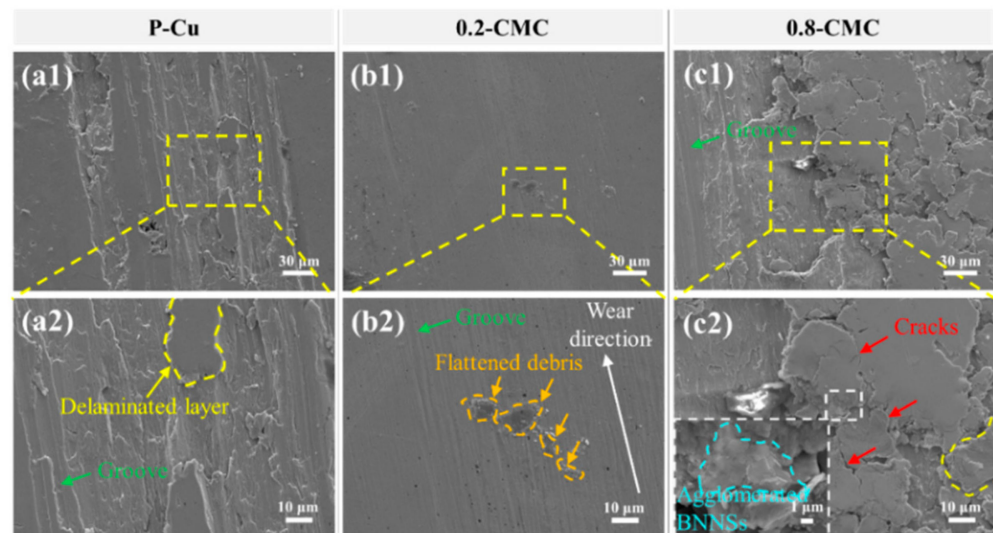 P-Cu
0.2-CMC
0.8-CMC
(a1)
30 μm
(b1)
30 μm
(c1)
Groove
30 μm
(a2)
Delaminated layer
Groove
10 μm
(b2)
Groove
Wear
direction
Flattened debris
10 μm
(c2)
Cracks
Agglomerated
BNNSs
1 μm
10 μm